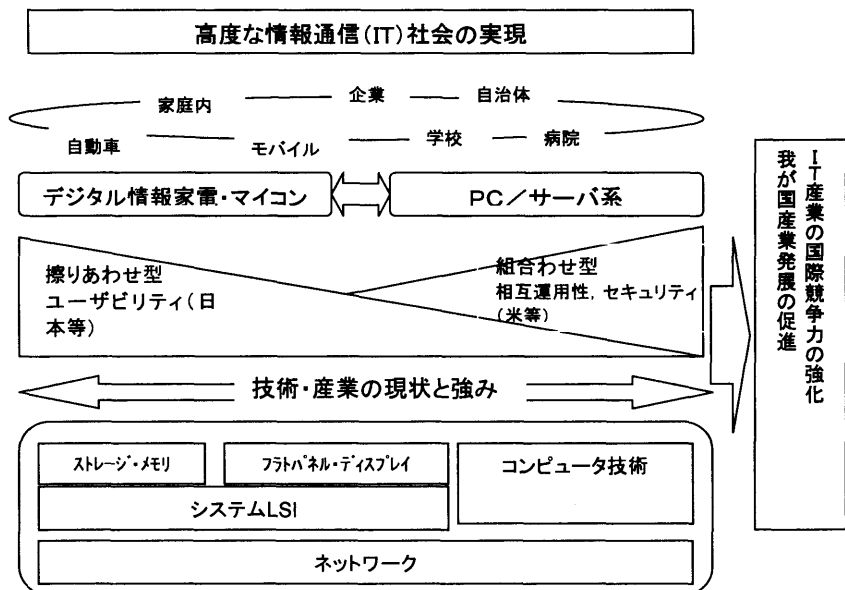 高度な情報通信(IT)社会の実現
家庭内
企業
自治体
自動車
モバイル
学校
病院
デジタル情報家電・マイコン
PC/サーバ系
擦りあわせ型
ユーザビリティ(日
本等)
組合わせ型
相互運用性, セキュリティ
(米等)
技術・産業の現状と強み
ストレージ・メモリ
フラトパネル・ディスプレイ
コンピュータ技術
システムLSI
ネットワーク
IT産業の国際競争力の強化
我が国産業発展の促進